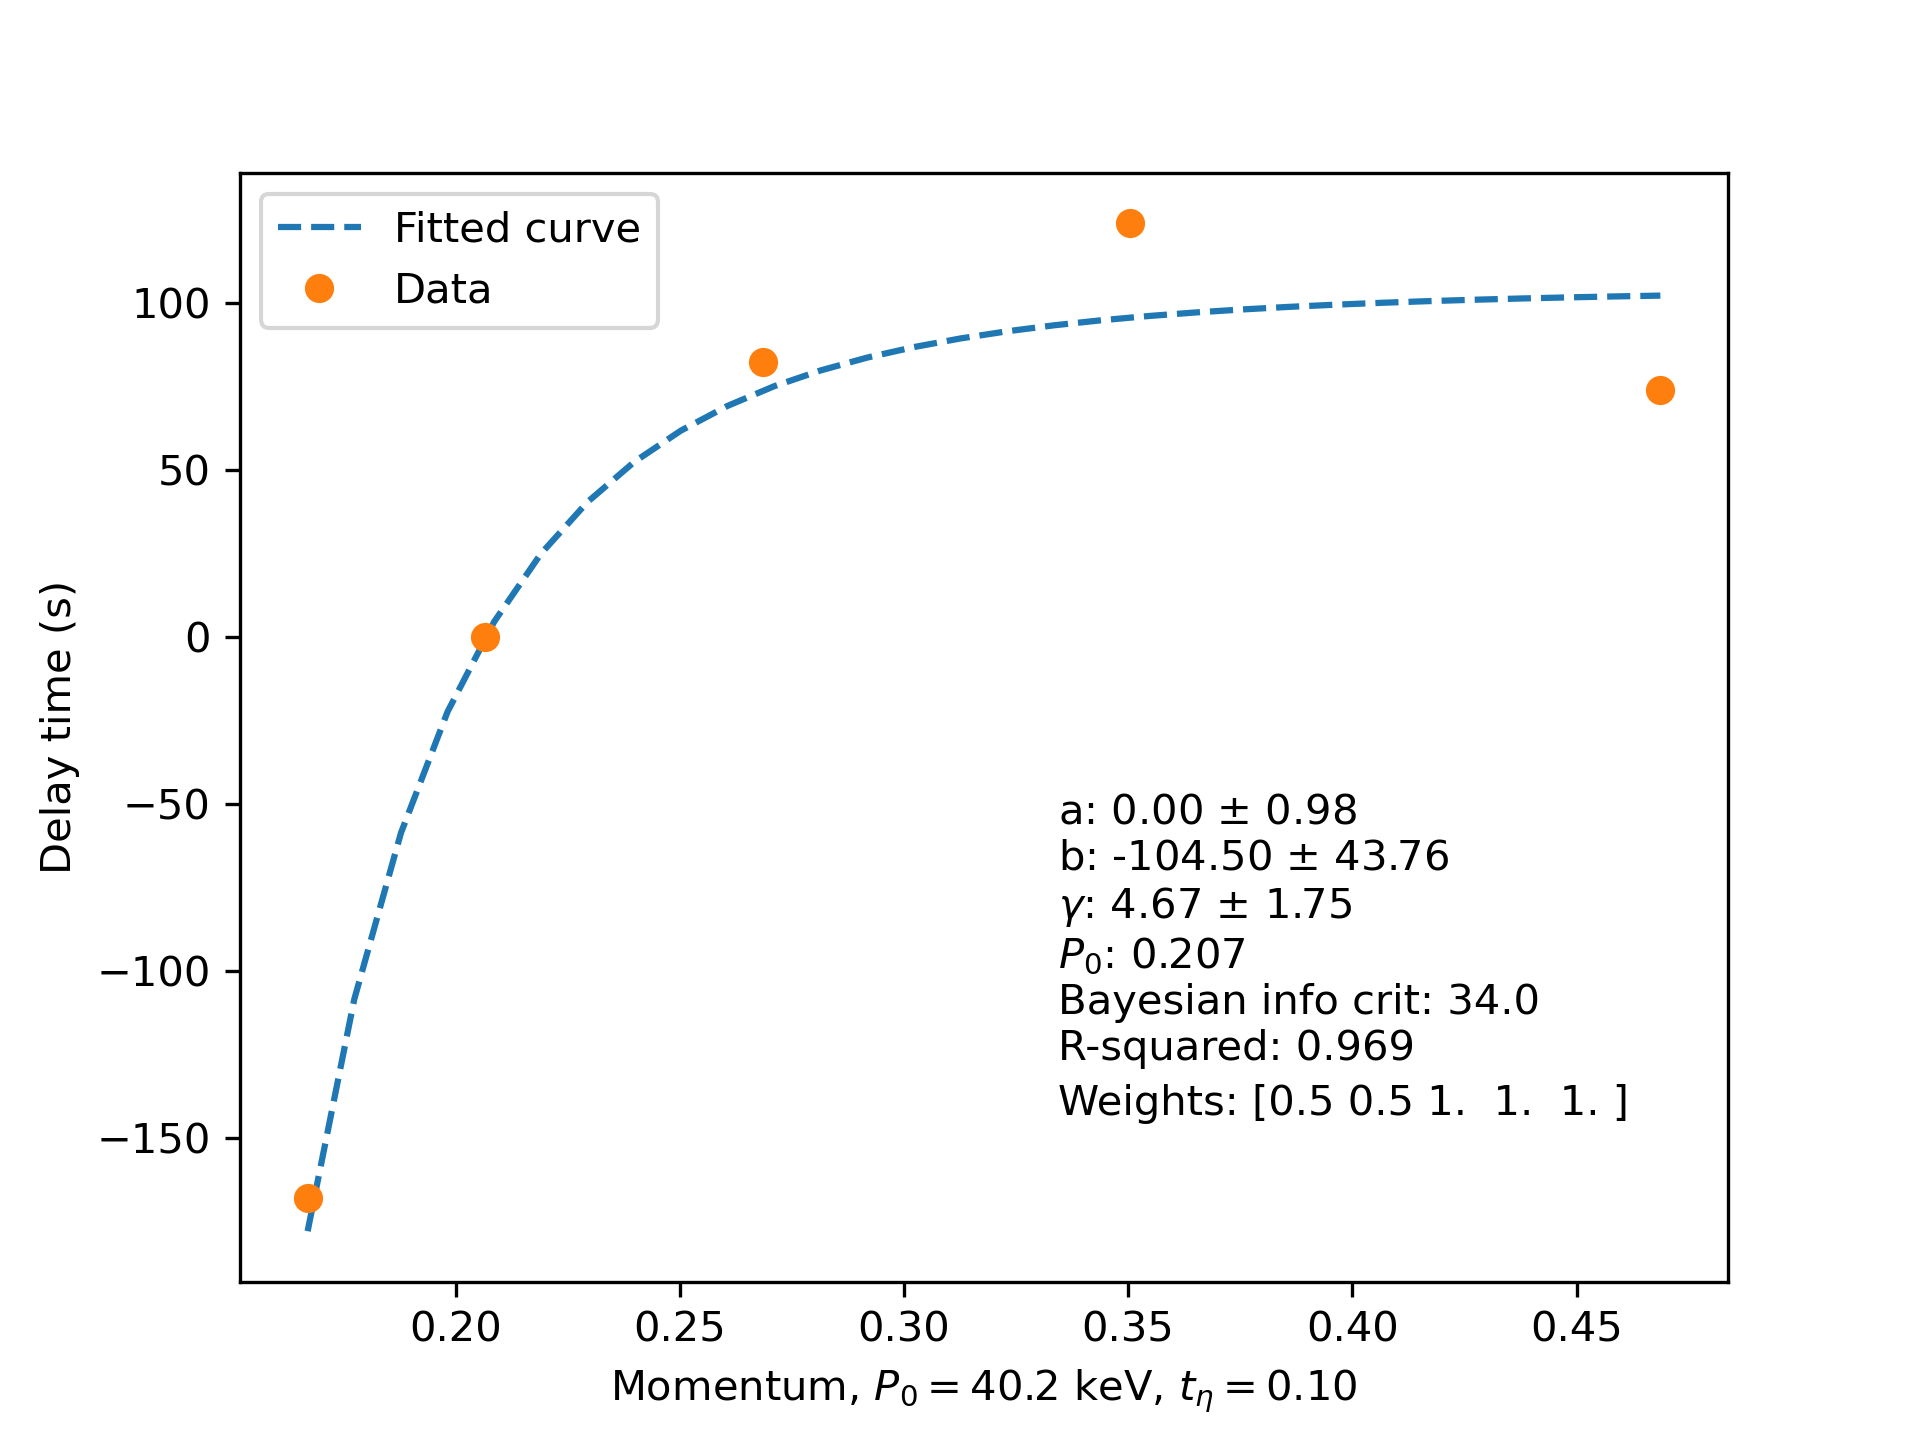 Fitted curve
Data
100
50
0
−50
−100
−150
Delay time (s)
a: 0.00 ± 0.98
b: -104.50 ± 43.76
γ: 4.67 ± 1.75
P₀: 0.207
Bayesian info crit: 34.0
R-squared: 0.969
Weights: [0.5 0.5 1.  1.  1. ]
0.20 0.25 0.30 0.35 0.40 0.45
Momentum, P₀ = 40.2 keV, tη = 0.10